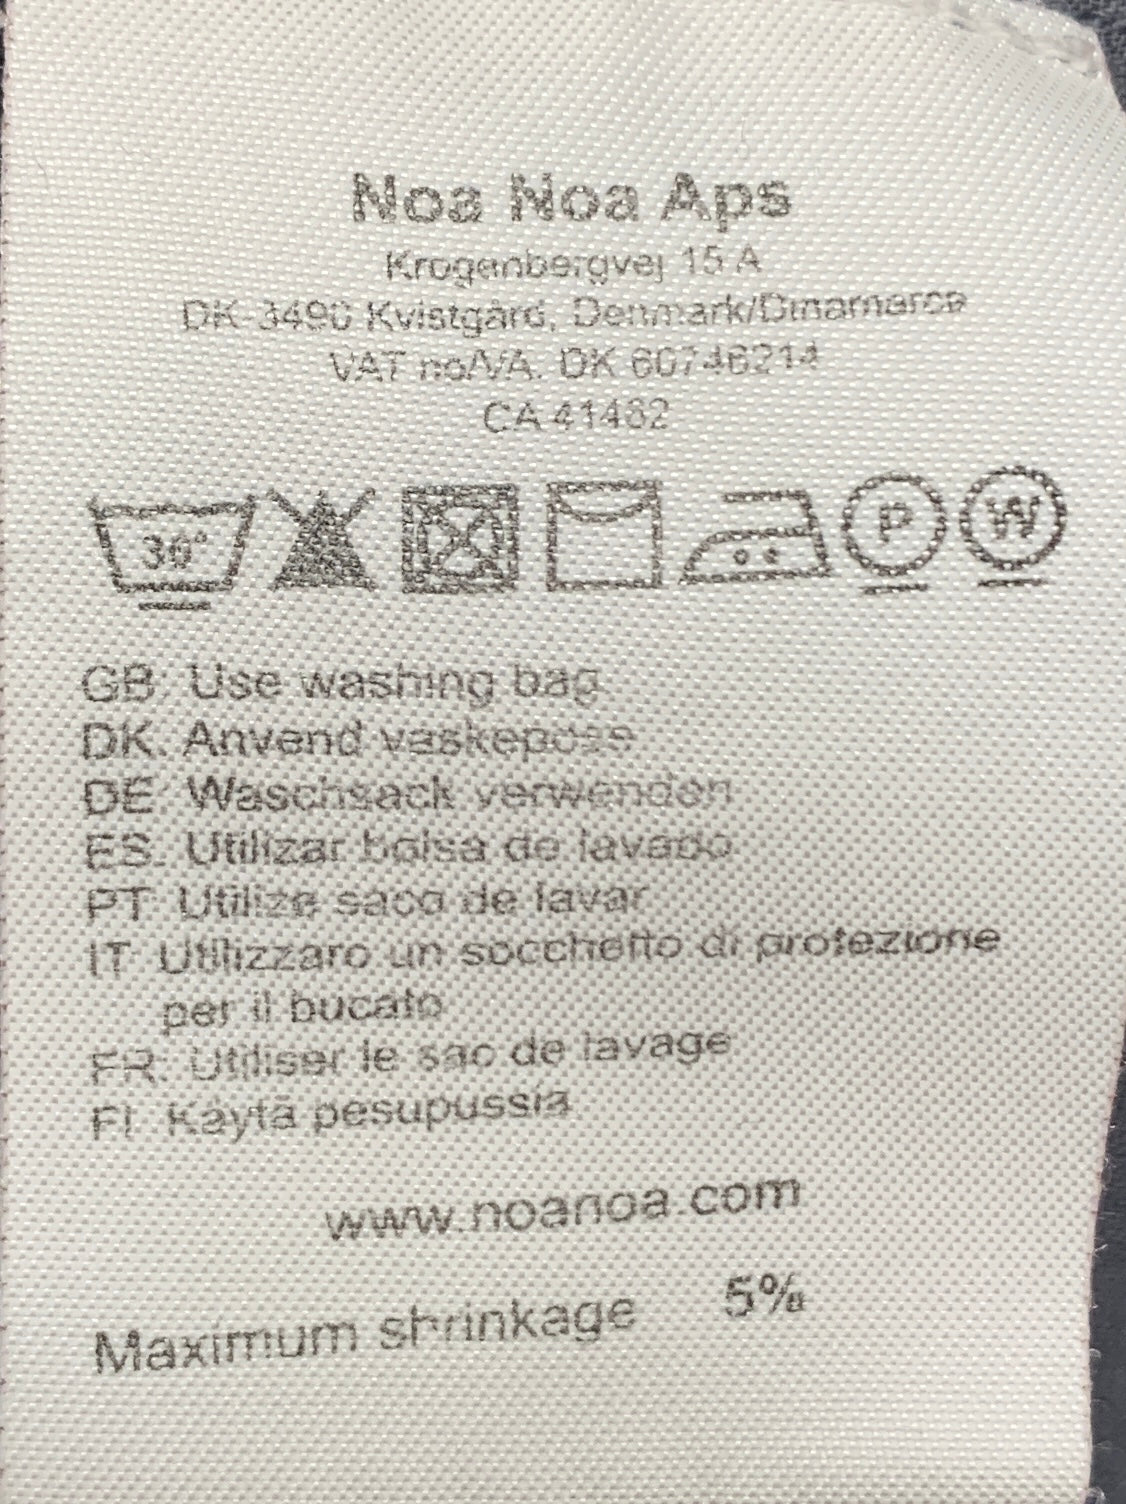 Noa Noa Aps
Krogenbergvej 15 A
DK-3490 Kvistgård, Denmark/Dinamarca
VAT no/VA. DK 60746214
CA 41462
30°
P
W
GB: Use washing bag
DK: Anvend vaskepose
DE: Waschsack verwenden
ES: Utilizar bolsa de lavado
PT: Utilize saco de lavar
IT: Utilizzaro un socchetto di protezione
per il bucato
FR: Utiliser le sac de lavage
FI: Käytä pesupussia
www.noanoa.com
Maximum shrinkage 5%